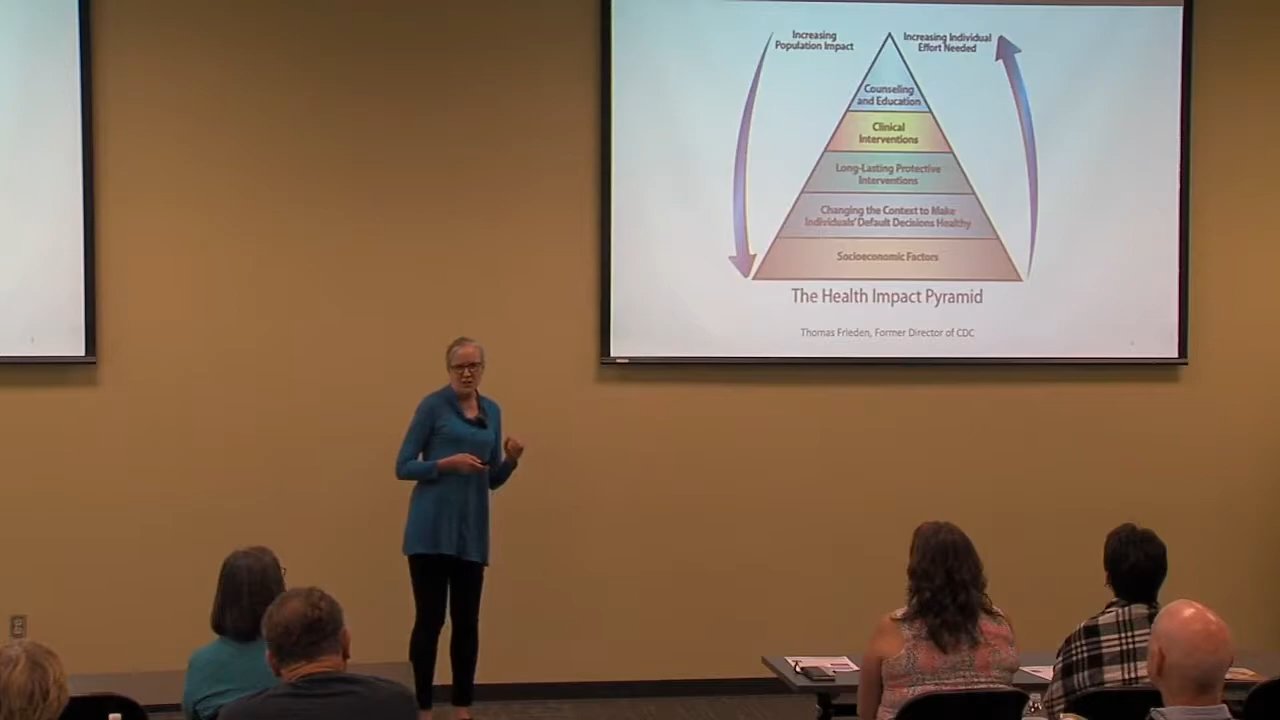 Increasing
Population Impact
Increasing Individual
Effort Needed
Counseling
and Education
Clinical
Interventions
Long-Lasting Protective
Interventions
Changing the Context to Make
Individuals' Default Decisions Healthy
Socioeconomic Factors
The Health Impact Pyramid
Thomas Frieden, Former Director of CDC